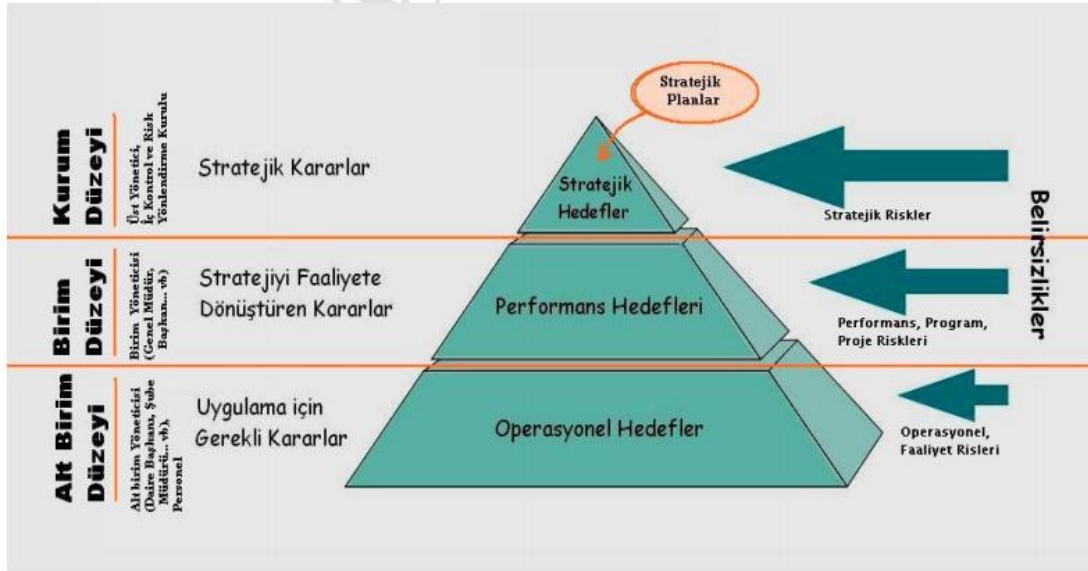 Stratejik
Planlar
Kurum
Düzeyi
Üst Yönetici,
İç Kontrol ve Risk
Yönlendirme Kurulu
Stratejik Kararlar
Stratejik
Hedefler
Stratejik Riskler
Belirsizlikler
Birim
Düzeyi
Birim Yöneticisi
(Genel Müdür,
Başkan... vb)
Stratejiyi Faaliyete
Dönüştüren Kararlar
Performans Hedefleri
Performans, Program,
Proje Riskleri
Alt Birim
Düzeyi
Alt birim Yöneticisi
(Daire Başkanı, Şube
Müdürü... vb),
Personel
Uygulama için
Gerekli Kararlar
Operasyonel Hedefler
Operasyonel,
Faaliyet Risleri